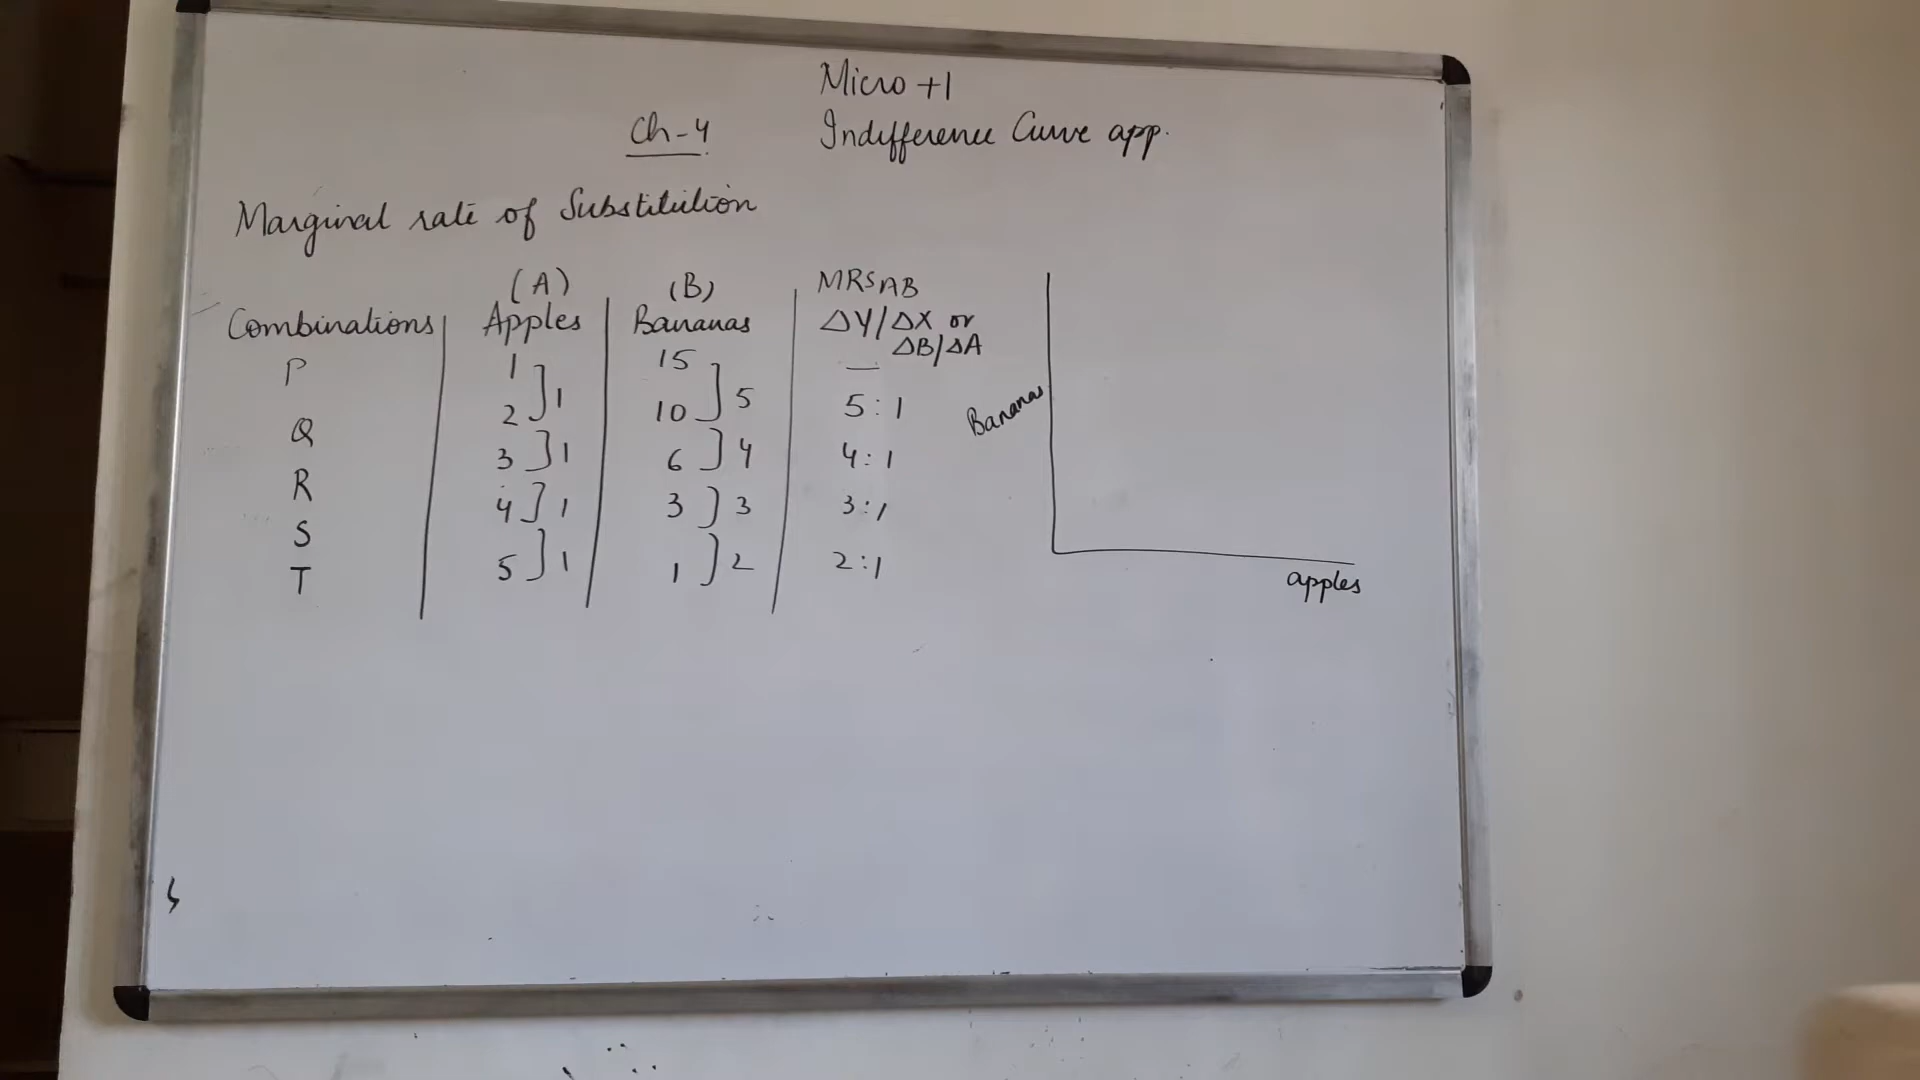 Micro +1
Ch-4 Indifference Curve app.
Marginal rate of Substitution
(A) (B) MRSAB
Combinations Apples Bananas ΔY/ΔX or
ΔB/ΔA
P 1 15 —
1 5
Q 2 10 5:1
1 4
R 3 6 4:1
1 3
S 4 3 3:1
1 2
T 5 1 2:1
Bananas
apples